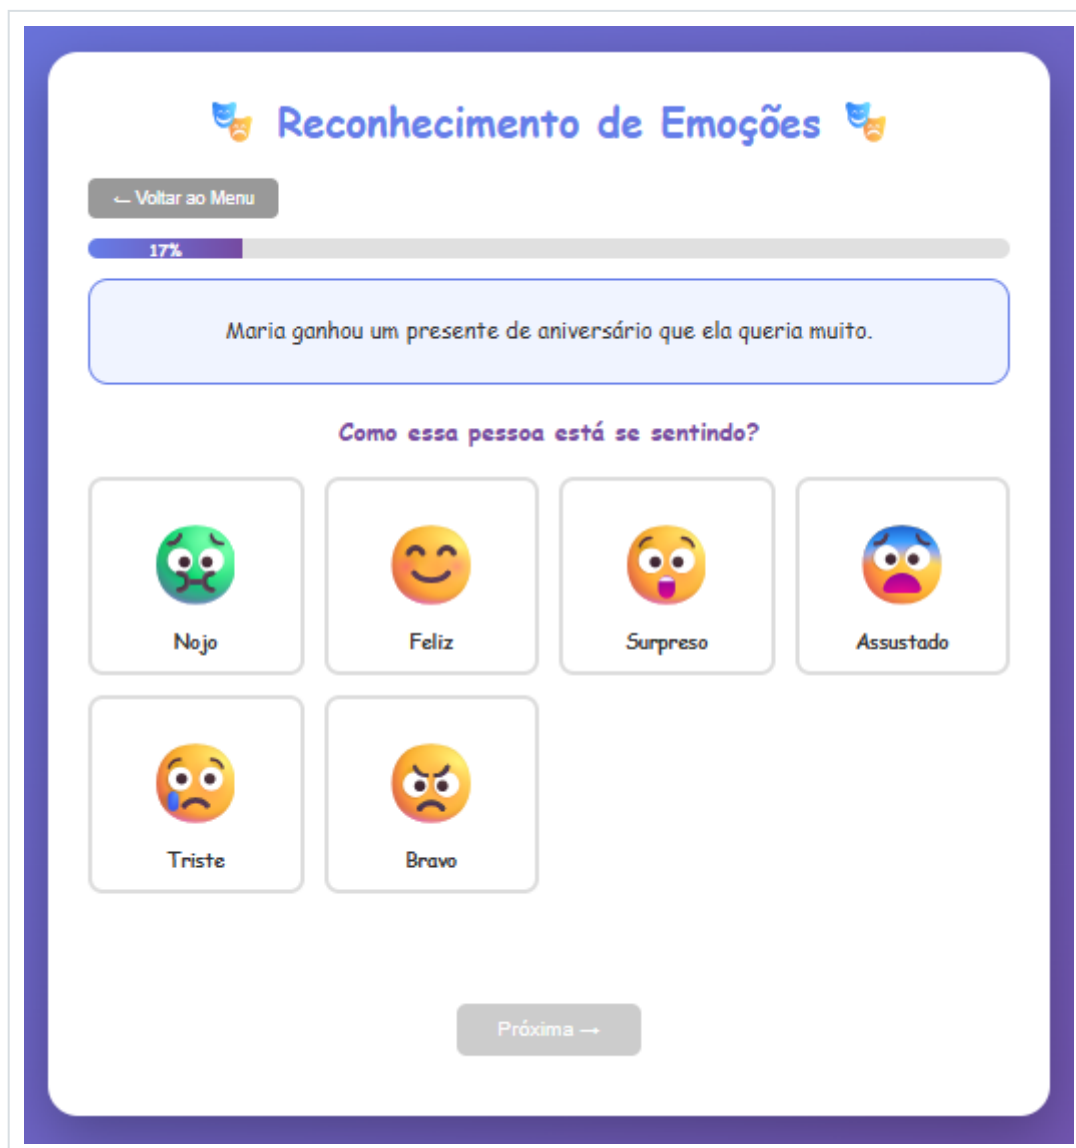 Reconhecimento de Emoções
← Voltar ao Menu
17%
Maria ganhou um presente de aniversário que ela queria muito.
Como essa pessoa está se sentindo?
Nojo
Feliz
Surpreso
Assustado
Triste
Bravo
Próxima →